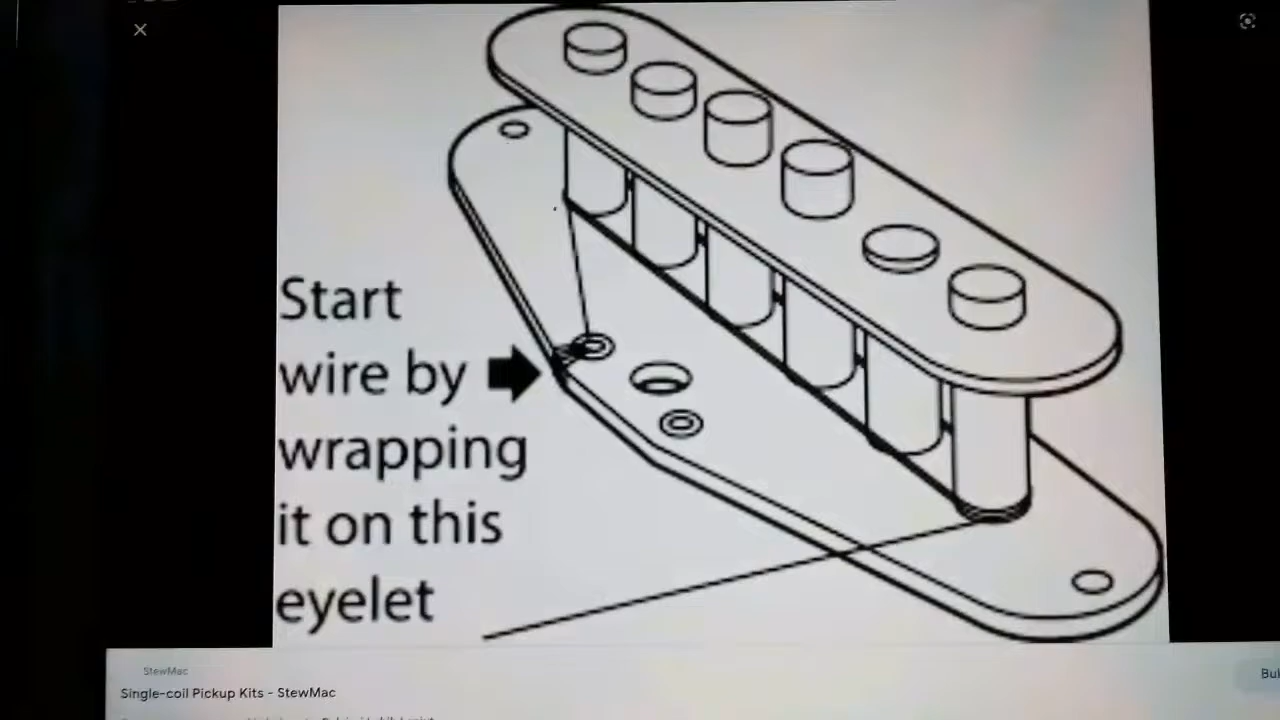 Start
wire by
wrapping
it on this
eyelet
StewMac
Single-coil Pickup Kits - StewMac